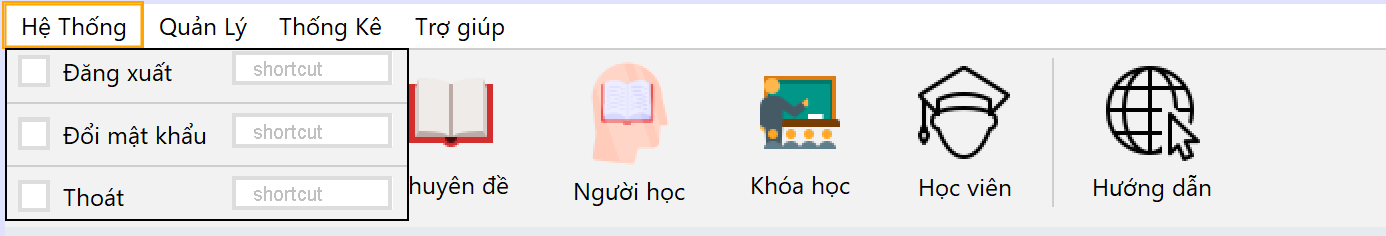 Hệ Thống Quản Lý Thống Kê Trợ giúp
Đăng xuất shortcut
Đổi mật khẩu shortcut
Thoát shortcut
huyên đề Người học Khóa học Học viên Hướng dẫn